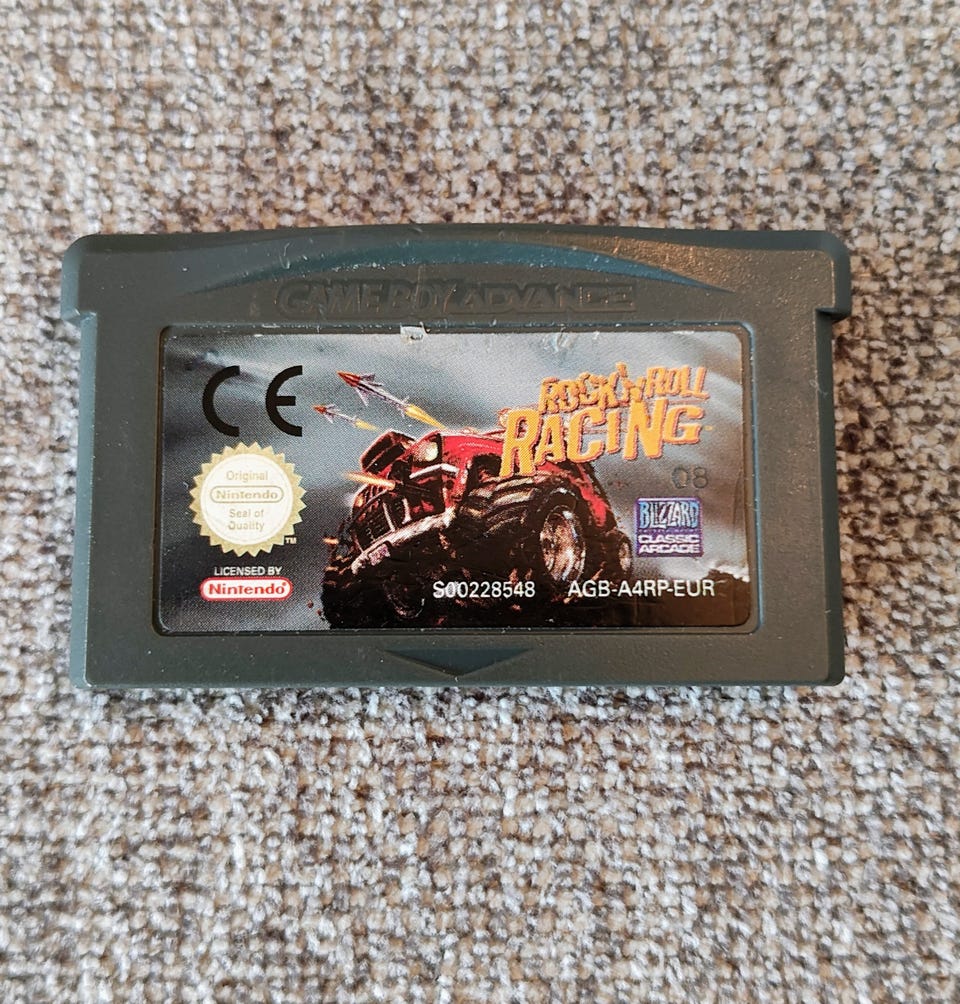 GAME BOY ADVANCE
CE
ROCK'N ROLL
RACING
Original
Nintendo
Seal of
Quality
TM
08
BLIZZARD
CLASSIC
ARCADE
LICENSED BY
Nintendo®
S00228548 AGB-A4RP-EUR